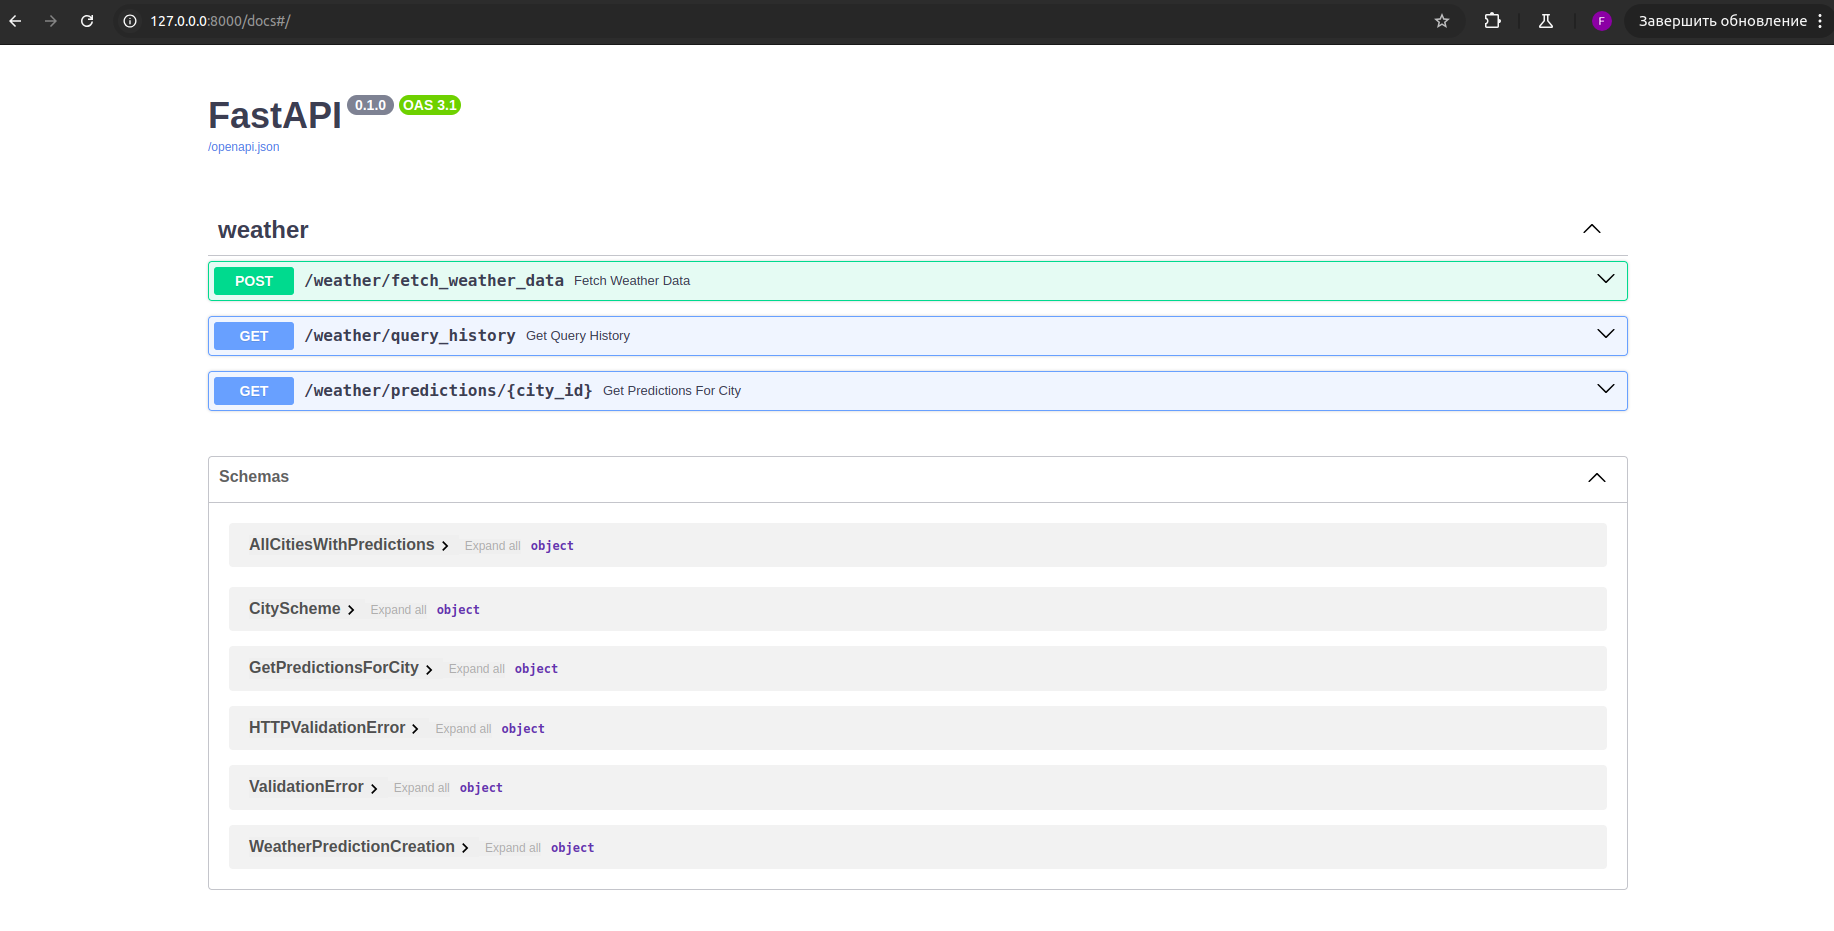 127.0.0.0:8000/docs#/
F
Завершить обновление
FastAPI 0.1.0 OAS 3.1
/openapi.json
weather
POST /weather/fetch_weather_data Fetch Weather Data
GET /weather/query_history Get Query History
GET /weather/predictions/{city_id} Get Predictions For City
Schemas
AllCitiesWithPredictions Expand all object
CityScheme Expand all object
GetPredictionsForCity Expand all object
HTTPValidationError Expand all object
ValidationError Expand all object
WeatherPredictionCreation Expand all object